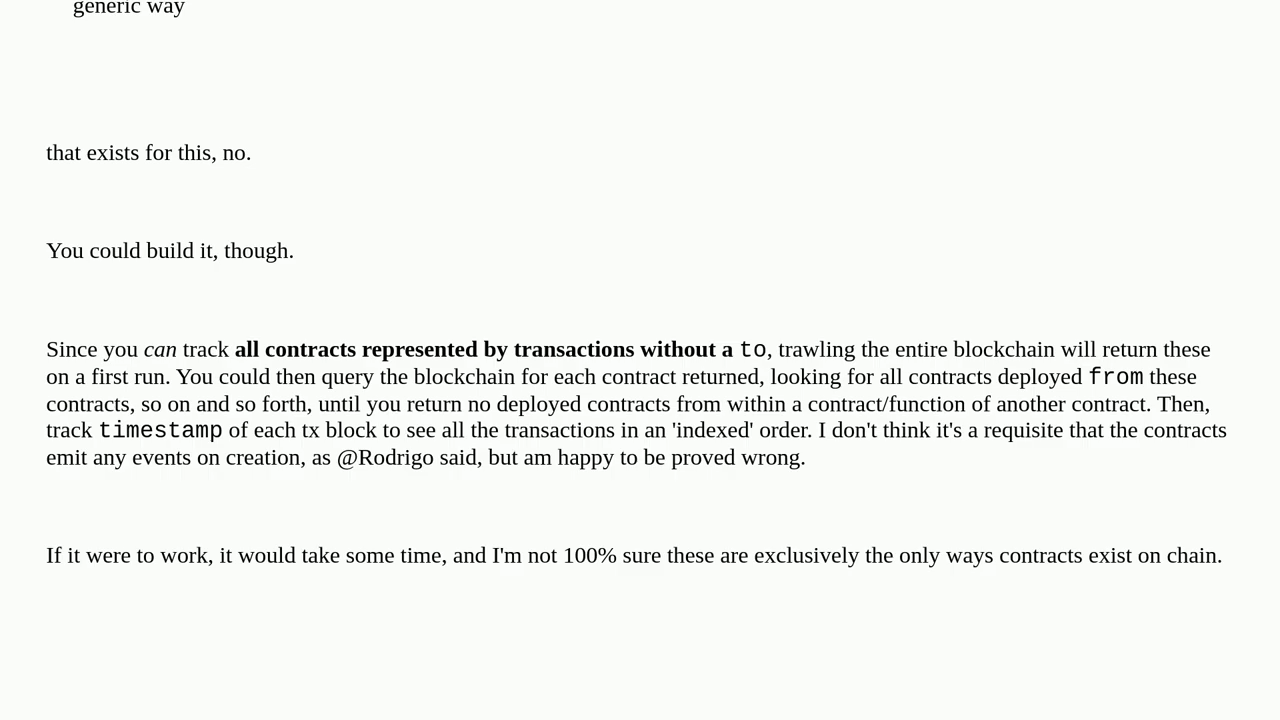 generic way
that exists for this, no.
You could build it, though.
Since you can track all contracts represented by transactions without a to, trawling the entire blockchain will return these
on a first run. You could then query the blockchain for each contract returned, looking for all contracts deployed from these
contracts, so on and so forth, until you return no deployed contracts from within a contract/function of another contract. Then,
track timestamp of each tx block to see all the transactions in an 'indexed' order. I don't think it's a requisite that the contracts
emit any events on creation, as @Rodrigo said, but am happy to be proved wrong.
If it were to work, it would take some time, and I'm not 100% sure these are exclusively the only ways contracts exist on chain.